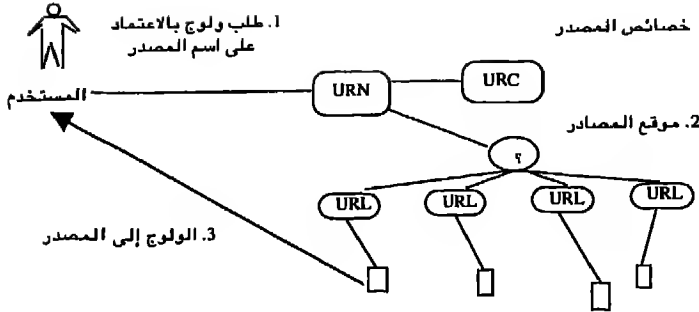 1. طلب ولوج بالاعتماد
على اسم المصدر
خصائص المصدر
المستخدم
URN
URC
2. موقع المصادر
؟
URL
URL
URL
URL
3. الولوج إلى المصدر